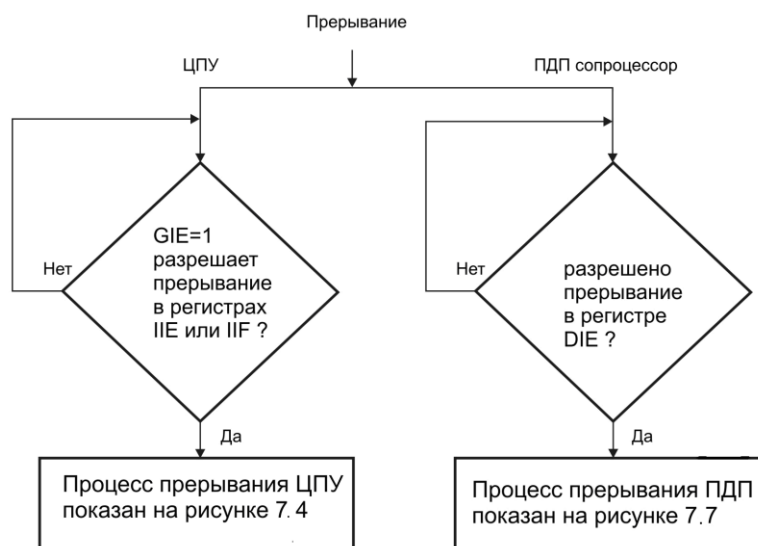 Прерывание
ЦПУ
ПДП сопроцессор
GIE=1
разрешает
прерывание
в регистрах
IIE или IIF ?
Нет
Да
разрешено
прерывание
в регистре
DIE ?
Нет
Да
Процесс прерывания ЦПУ
показан на рисунке 7.4
Процесс прерывания ПДП
показан на рисунке 7.7